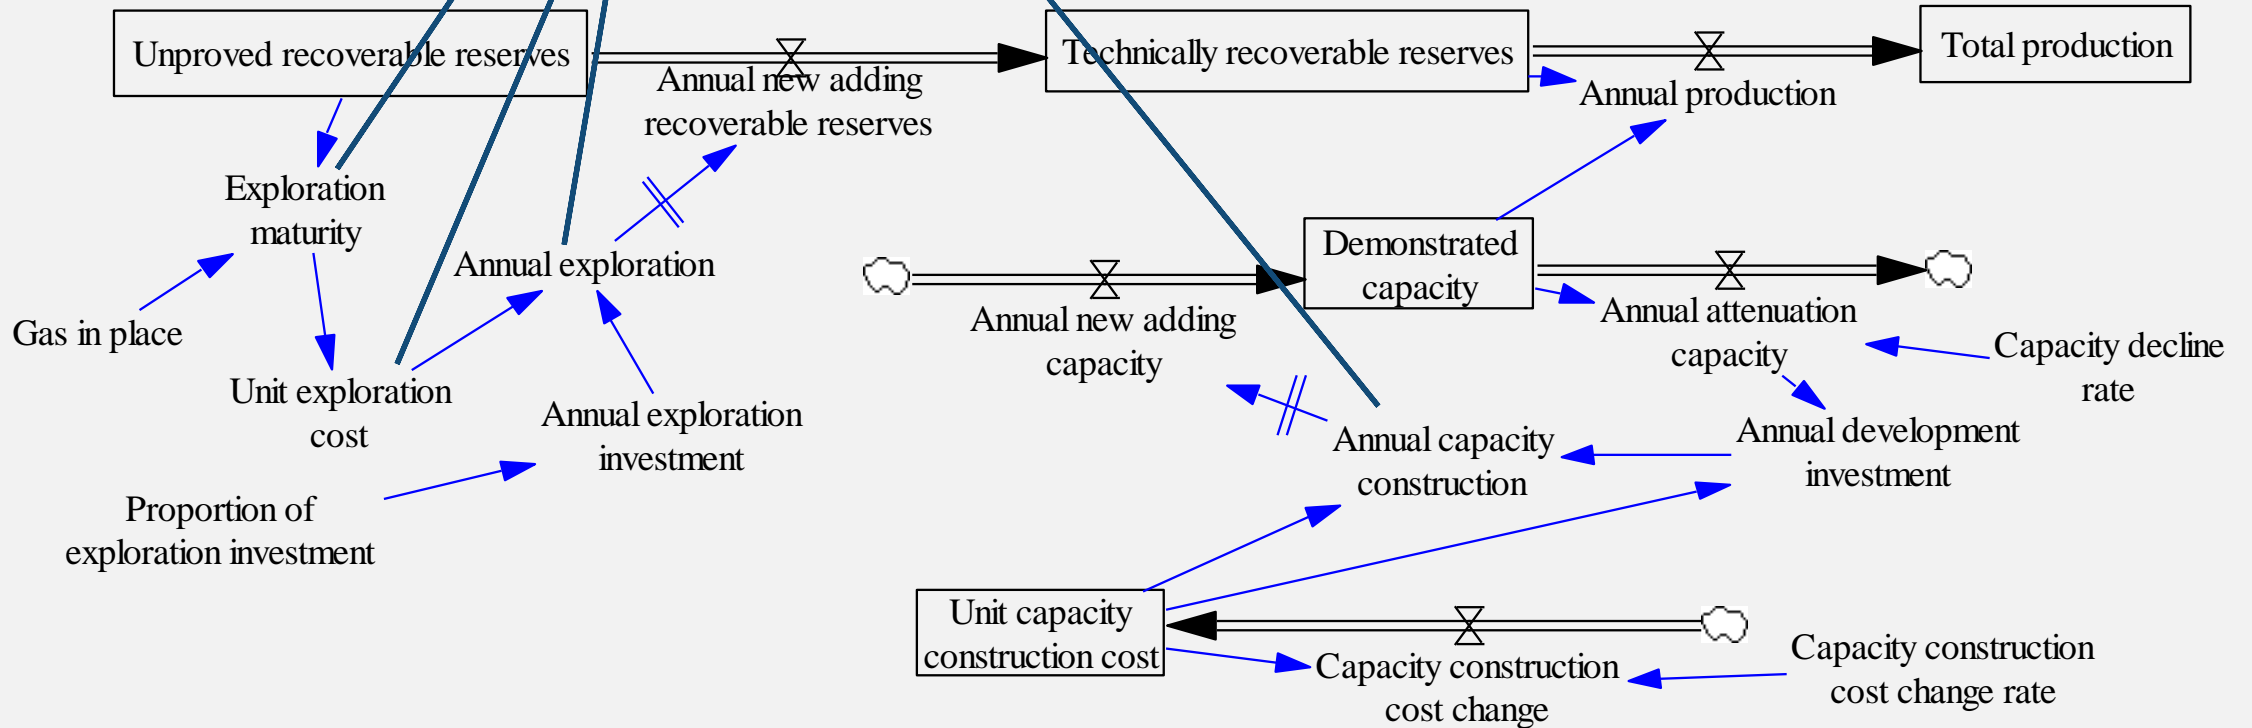 Unproved recoverable reserves
Annual new adding
recoverable reserves
Technically recoverable reserves
Annual production
Total production
Exploration
maturity
Gas in place
Annual exploration
Unit exploration
cost
Annual exploration
investment
Proportion of
exploration investment
Demonstrated
capacity
Annual new adding
capacity
Annual attenuation
capacity
Capacity decline
rate
Annual capacity
construction
Annual development
investment
Unit capacity
construction cost
Capacity construction
cost change
Capacity construction
cost change rate